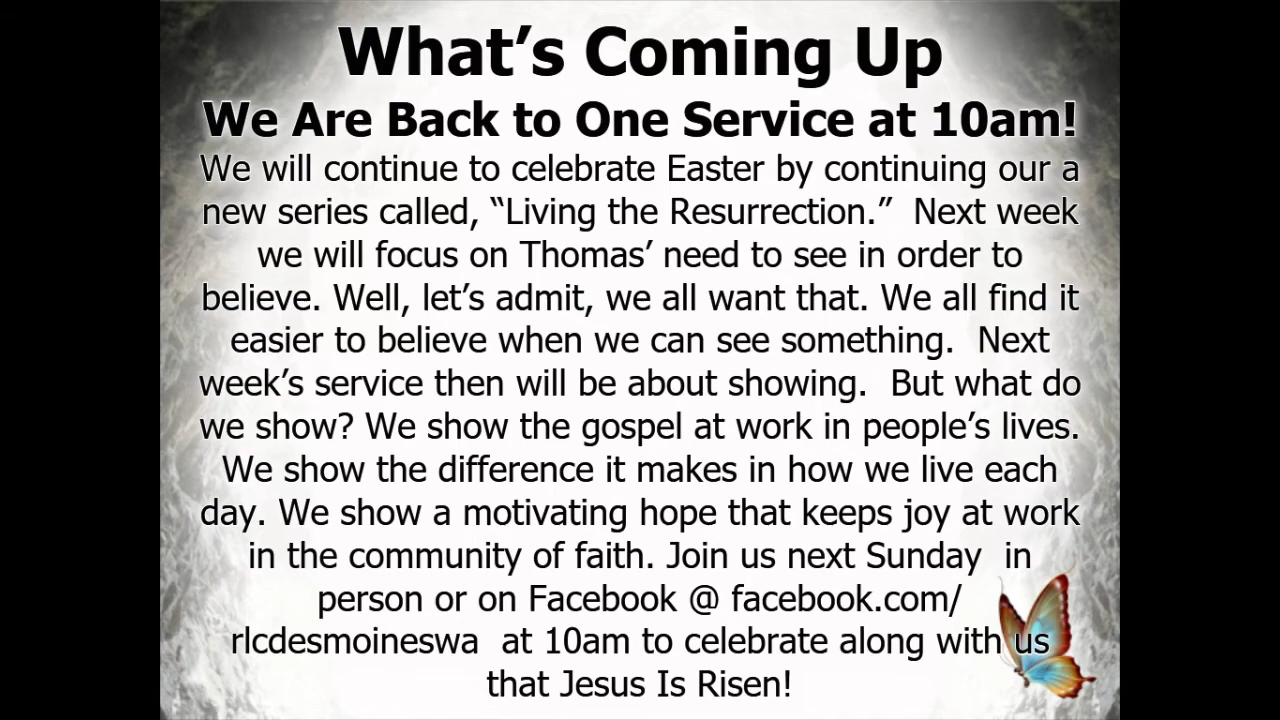 What’s Coming Up
We Are Back to One Service at 10am!
We will continue to celebrate Easter by continuing our a
new series called, “Living the Resurrection.”  Next week
we will focus on Thomas’ need to see in order to
believe. Well, let’s admit, we all want that. We all find it
easier to believe when we can see something.  Next
week’s service then will be about showing.  But what do
we show? We show the gospel at work in people’s lives.
We show the difference it makes in how we live each
day. We show a motivating hope that keeps joy at work
in the community of faith. Join us next Sunday  in
person or on Facebook @ facebook.com/
rlcdesmoineswa  at 10am to celebrate along with us
that Jesus Is Risen!